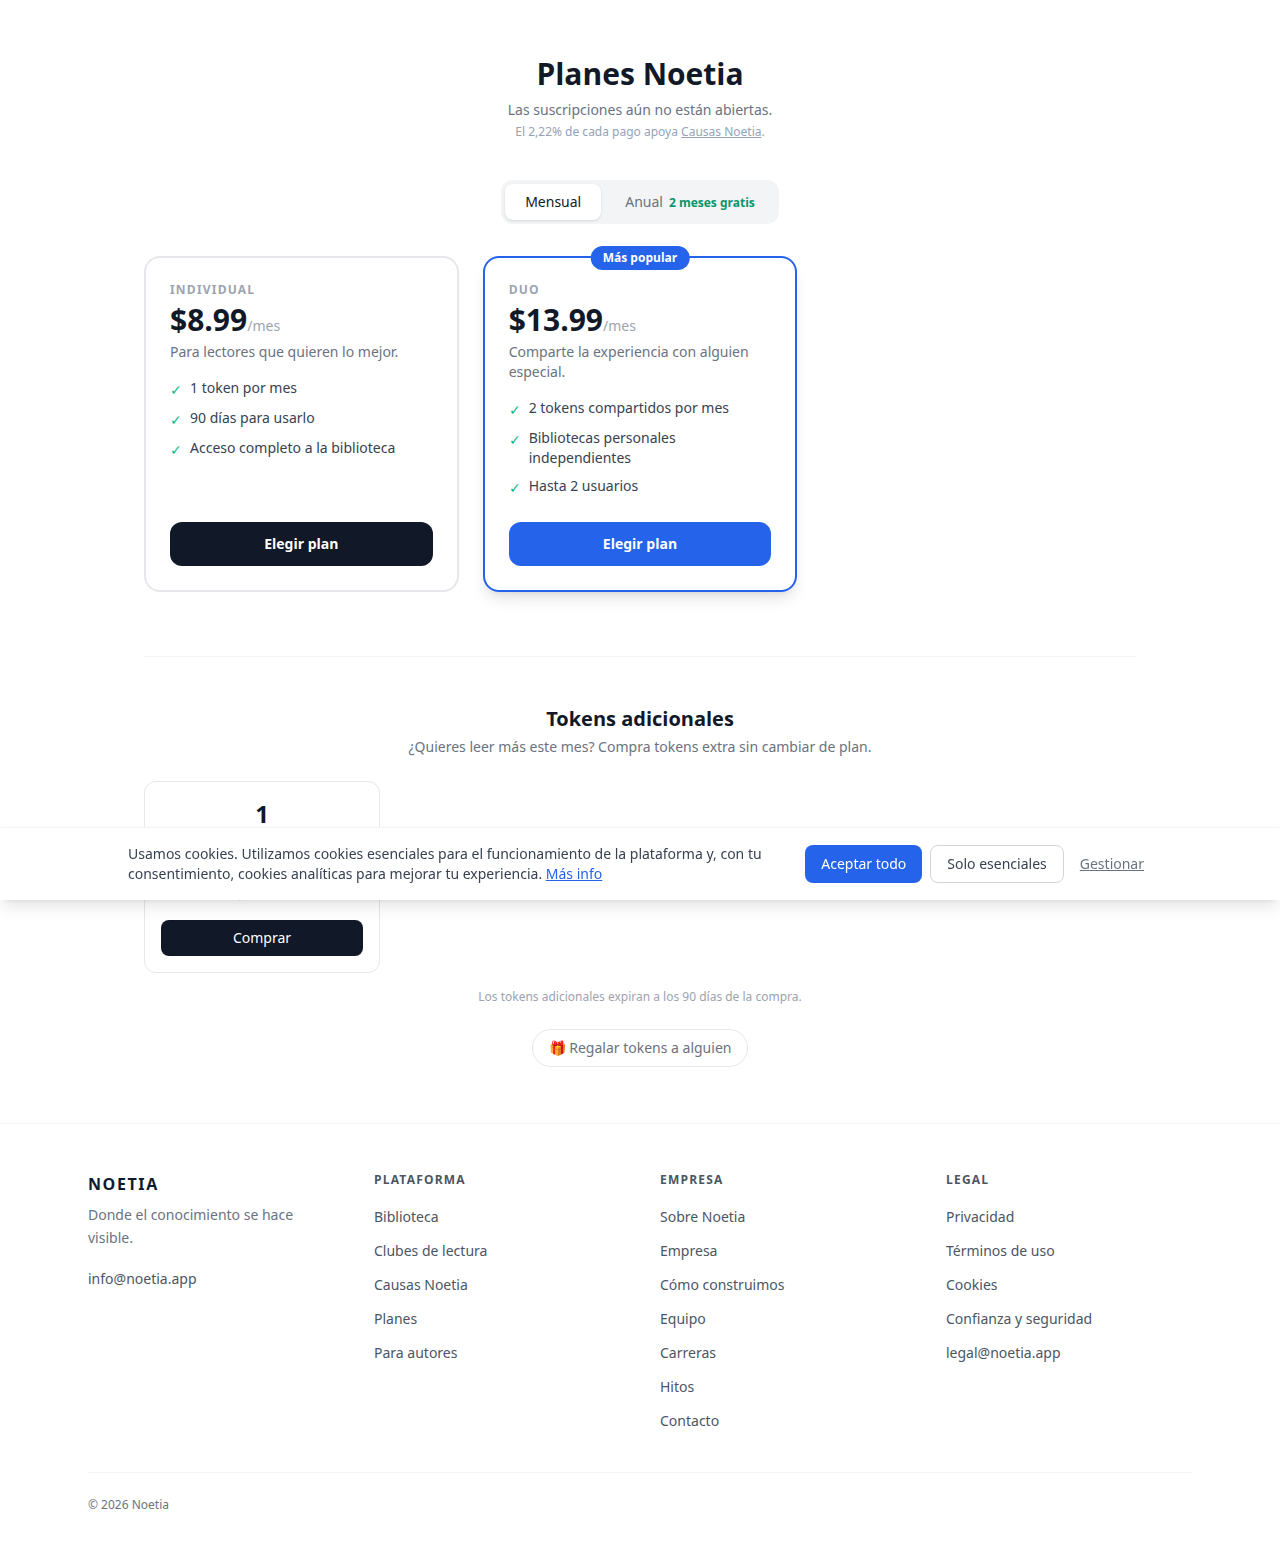 Planes Noetia
Las suscripciones aún no están abiertas.
El 2,22% de cada pago apoya Causas Noetia.
Mensual
Anual 2 meses gratis
INDIVIDUAL
$8.99/mes
Para lectores que quieren lo mejor.
✓ 1 token por mes
✓ 90 días para usarlo
✓ Acceso completo a la biblioteca
Elegir plan
Más popular
DUO
$13.99/mes
Comparte la experiencia con alguien
especial.
✓ 2 tokens compartidos por mes
✓ Bibliotecas personales
independientes
✓ Hasta 2 usuarios
Elegir plan
Tokens adicionales
¿Quieres leer más este mes? Compra tokens extra sin cambiar de plan.
1
Usamos cookies. Utilizamos cookies esenciales para el funcionamiento de la plataforma y, con tu
consentimiento, cookies analíticas para mejorar tu experiencia. Más info
Aceptar todo
Solo esenciales
Gestionar
Comprar
Los tokens adicionales expiran a los 90 días de la compra.
🎁 Regalar tokens a alguien
NOETIA
Donde el conocimiento se hace
visible.
info@noetia.app
PLATAFORMA
Biblioteca
Clubes de lectura
Causas Noetia
Planes
Para autores
EMPRESA
Sobre Noetia
Empresa
Cómo construimos
Equipo
Carreras
Hitos
Contacto
LEGAL
Privacidad
Términos de uso
Cookies
Confianza y seguridad
legal@noetia.app
© 2026 Noetia